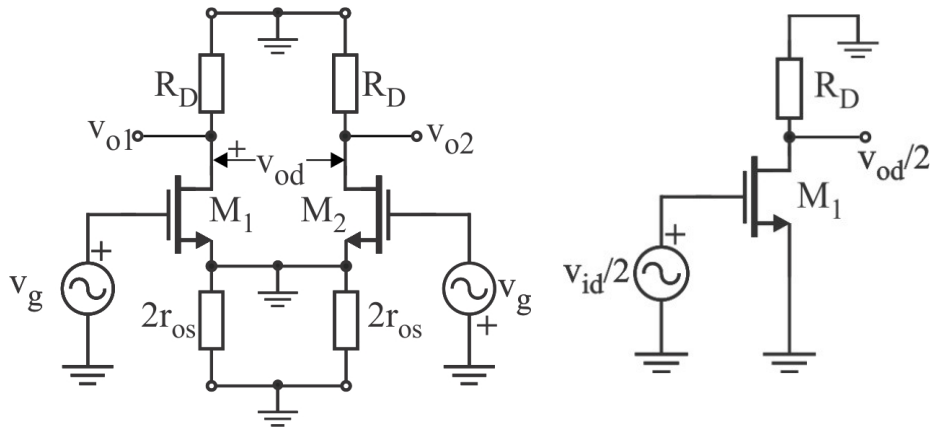 R_D R_D R_D
v_o1 + v_od v_o2 v_od/2
M_1 M_2 M_1
+ +
v_g v_g v_id/2
2r_os 2r_os +